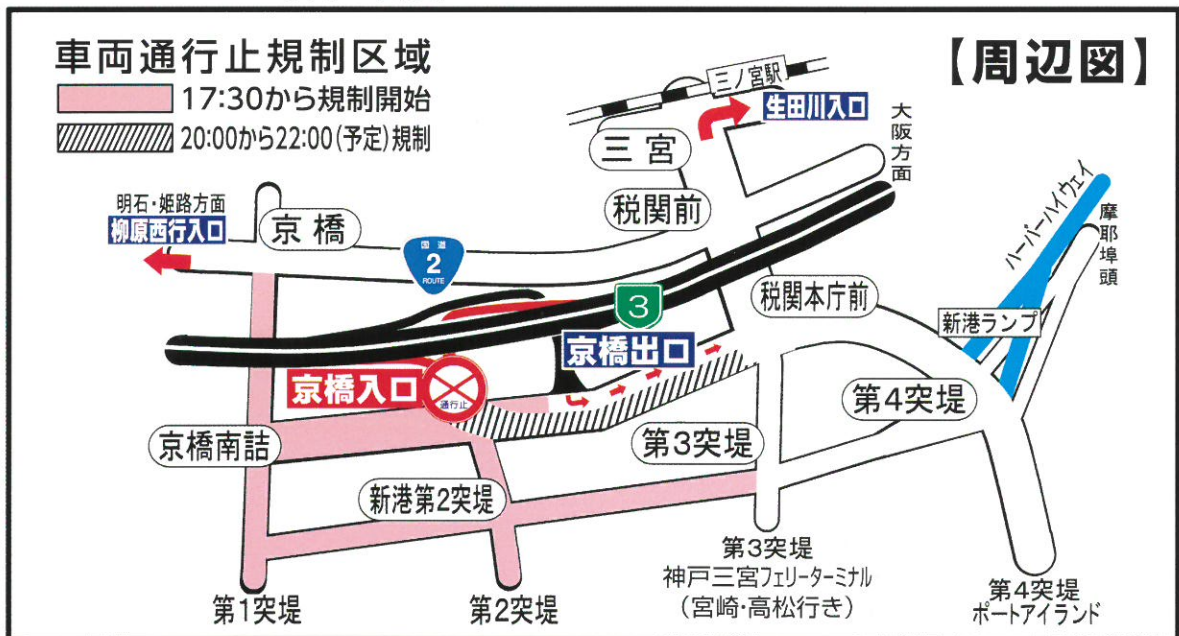 車両通行止規制区域
17:30から規制開始
20:00から22:00(予定)規制
【周辺図】
三ノ宮駅
生田川入口
三宮
大阪方面
税関前
ハーバーハイウェイ
摩耶埠頭
明石・姫路方面
柳原西行入口
京橋
国道
2
ROUTE
3
税関本庁前
新港ランプ
京橋出口
京橋入口
通行止
第4突堤
京橋南詰
第3突堤
新港第2突堤
第1突堤
第2突堤
第3突堤
神戸三宮フェリーターミナル
(宮崎・高松行き)
第4突堤
ポートアイランド